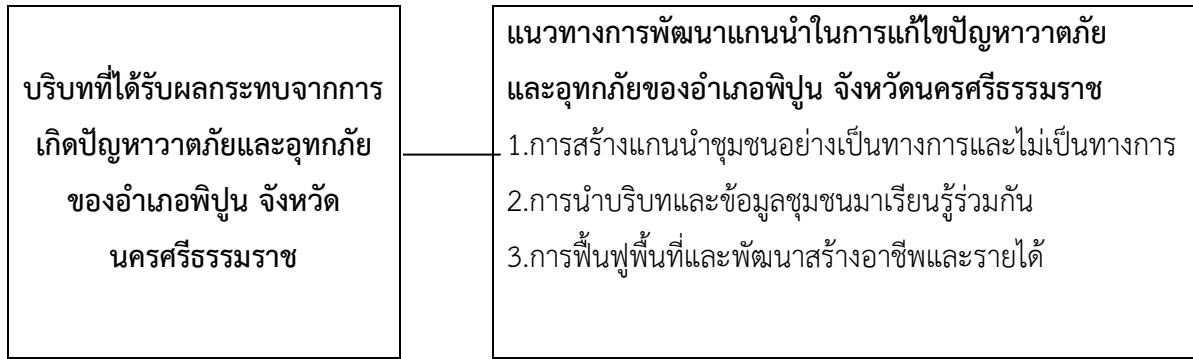 บริบทที่ได้รับผลกระทบจากการ
เกิดปัญหาวาตภัยและอุทกภัย
ของอำเภอพิปูน จังหวัด
นครศรีธรรมราช
แนวทางการพัฒนาแกนนำในการแก้ไขปัญหาวาตภัย
และอุทกภัยของอำเภอพิปูน จังหวัดนครศรีธรรมราช
1.การสร้างแกนนำชุมชนอย่างเป็นทางการและไม่เป็นทางการ
2.การนำบริบทและข้อมูลชุมชนมาเรียนรู้ร่วมกัน
3.การฟื้นฟูพื้นที่และพัฒนาสร้างอาชีพและรายได้